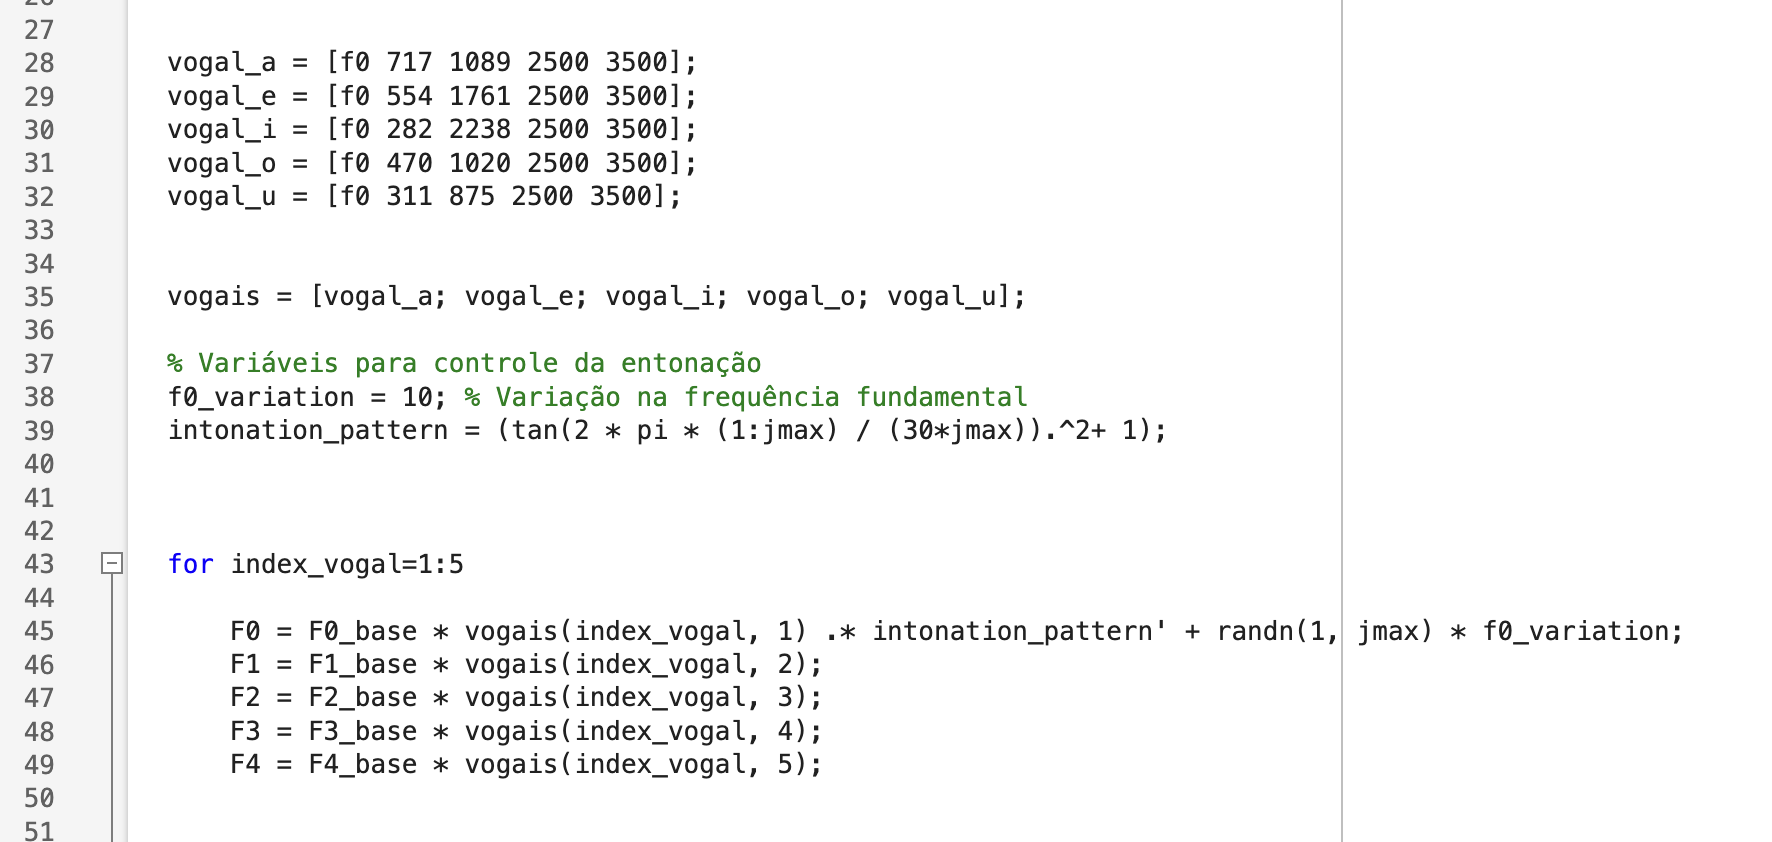 27
28 vogal_a = [f0 717 1089 2500 3500];
29 vogal_e = [f0 554 1761 2500 3500];
30 vogal_i = [f0 282 2238 2500 3500];
31 vogal_o = [f0 470 1020 2500 3500];
32 vogal_u = [f0 311 875 2500 3500];
33
34
35 vogais = [vogal_a; vogal_e; vogal_i; vogal_o; vogal_u];
36
37 % Variáveis para controle da entonação
38 f0_variation = 10; % Variação na frequência fundamental
39 intonation_pattern = (tan(2 * pi * (1:jmax) / (30*jmax)).^2+ 1);
40
41
42
43 for index_vogal=1:5
44
45 F0 = F0_base * vogais(index_vogal, 1) .* intonation_pattern' + randn(1, jmax) * f0_variation;
46 F1 = F1_base * vogais(index_vogal, 2);
47 F2 = F2_base * vogais(index_vogal, 3);
48 F3 = F3_base * vogais(index_vogal, 4);
49 F4 = F4_base * vogais(index_vogal, 5);
50
51